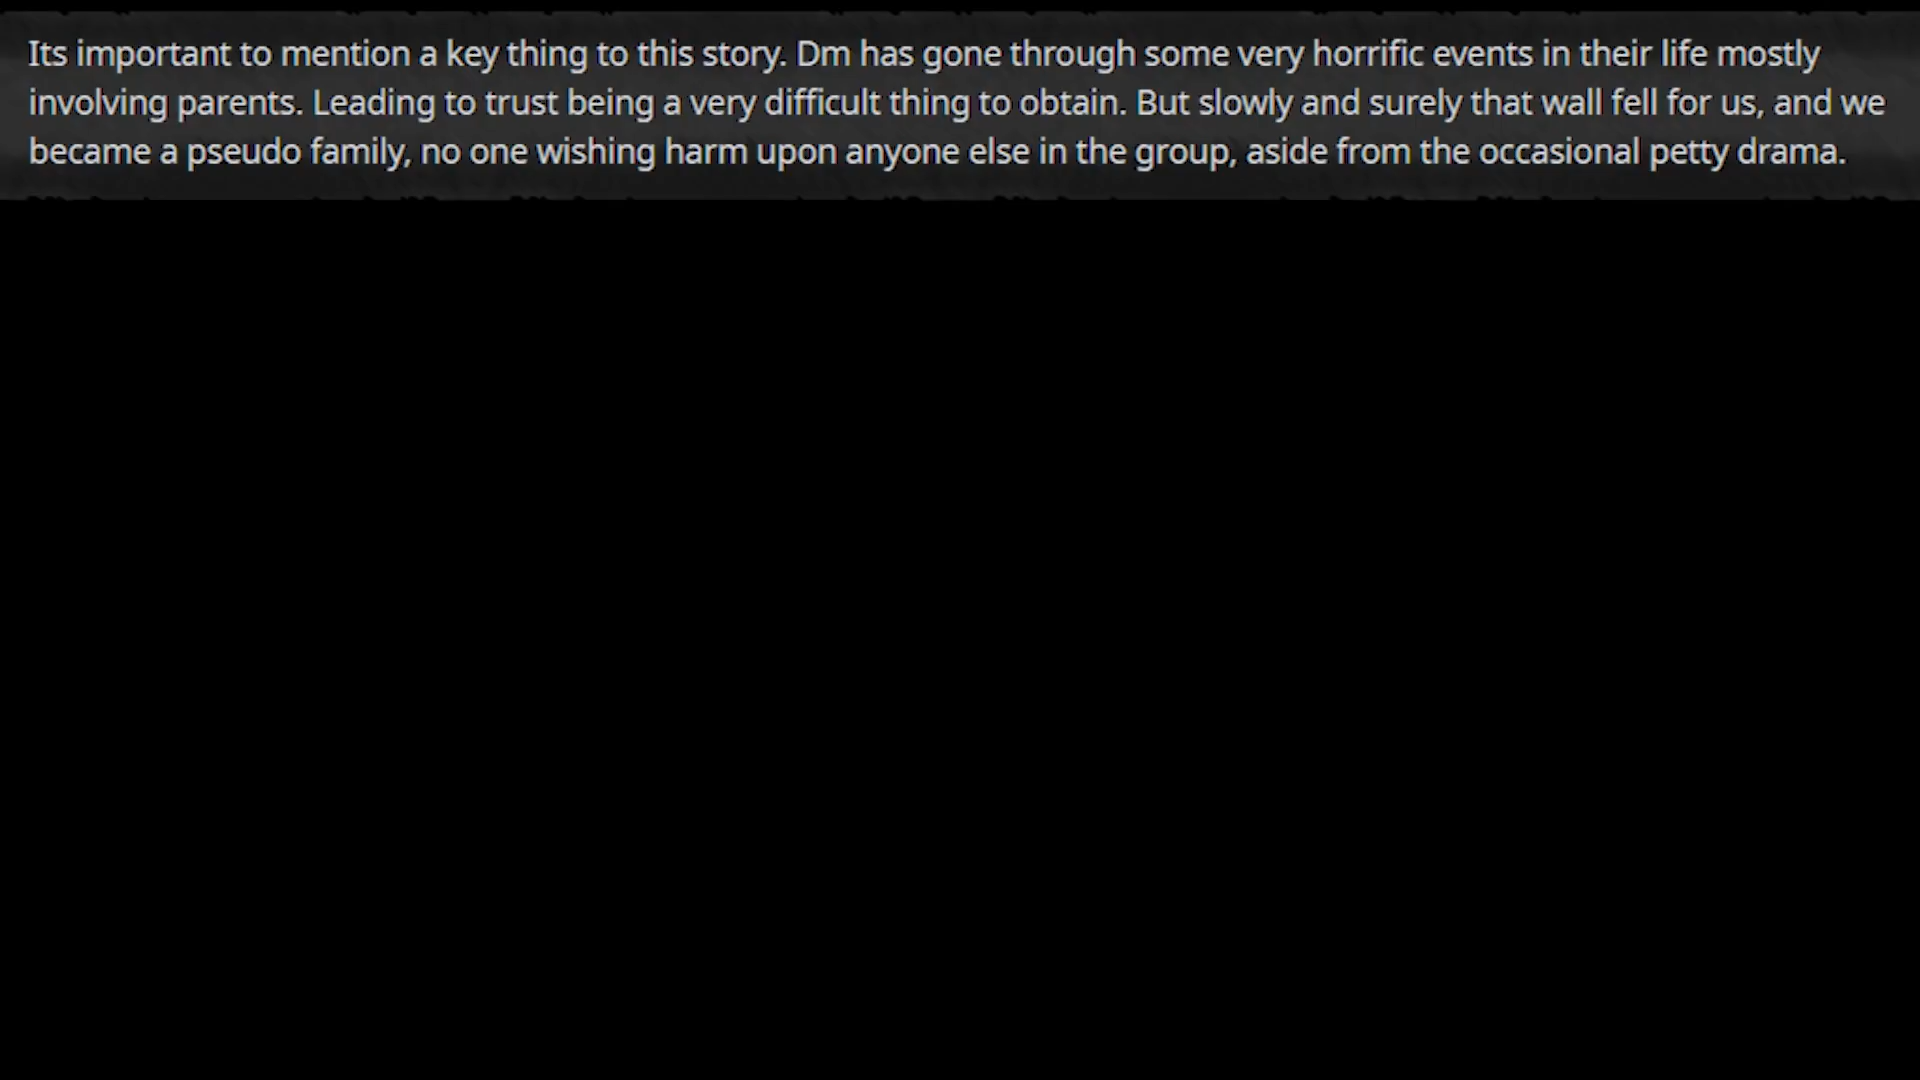 Its important to mention a key thing to this story. Dm has gone through some very horrific events in their life mostly
involving parents. Leading to trust being a very difficult thing to obtain. But slowly and surely that wall fell for us, and we
became a pseudo family, no one wishing harm upon anyone else in the group, aside from the occasional petty drama.